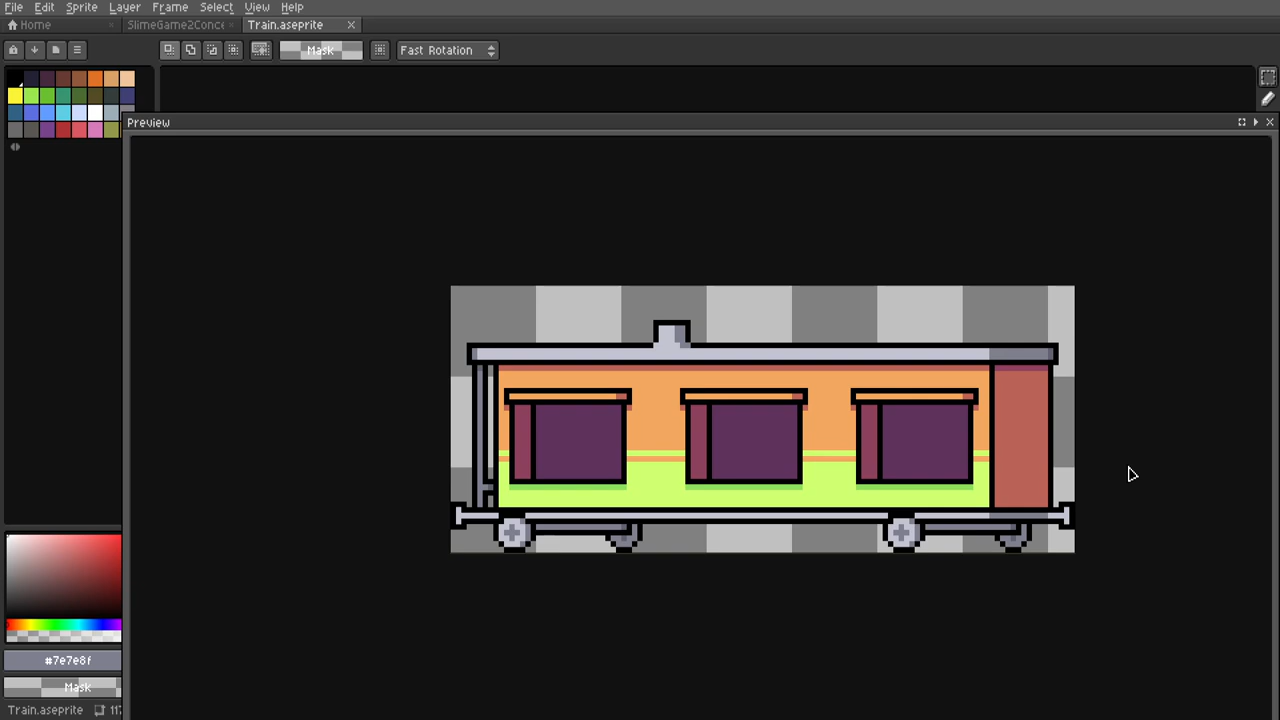 File Edit Sprite Layer Frame Select View Help
Home SlimeGame2Conce Train.aseprite
Mask Fast Rotation
Preview
#7e7e8f
Mask
Train.aseprite 117